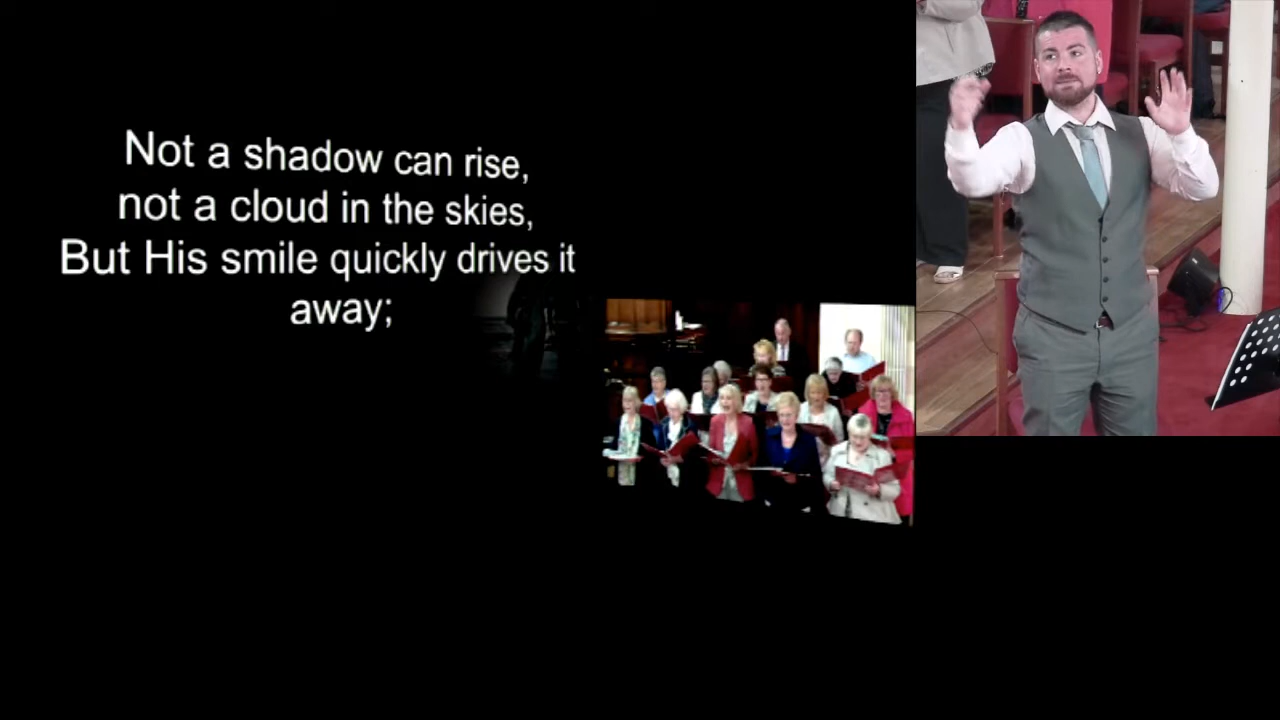 Not a shadow can rise,
not a cloud in the skies,
But His smile quickly drives it
away;